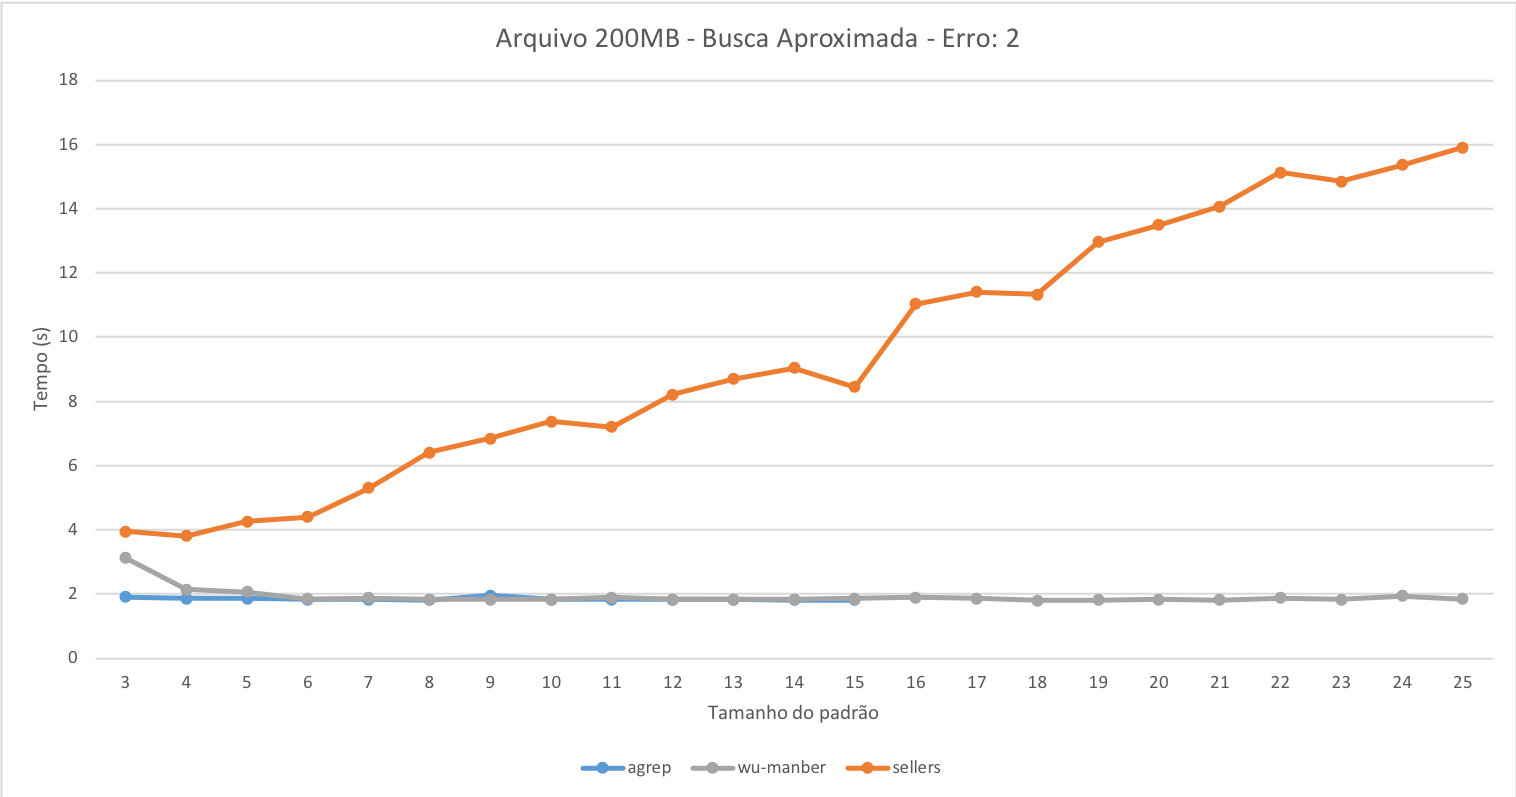 Arquivo 200MB - Busca Aproximada - Erro: 2
18
16
14
12
10
8
6
4
2
0
Tempo (s)
3 4 5 6 7 8 9 10 11 12 13 14 15 16 17 18 19 20 21 22 23 24 25
Tamanho do padrão
agrep wu-manber sellers